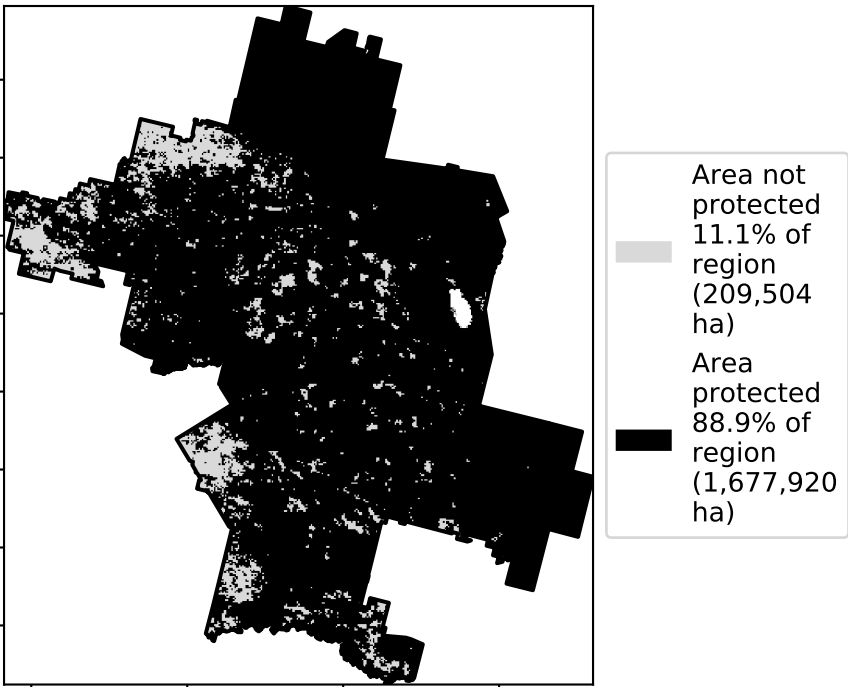 Area not
protected
11.1% of
region
(209,504
ha)
Area
protected
88.9% of
region
(1,677,920
ha)